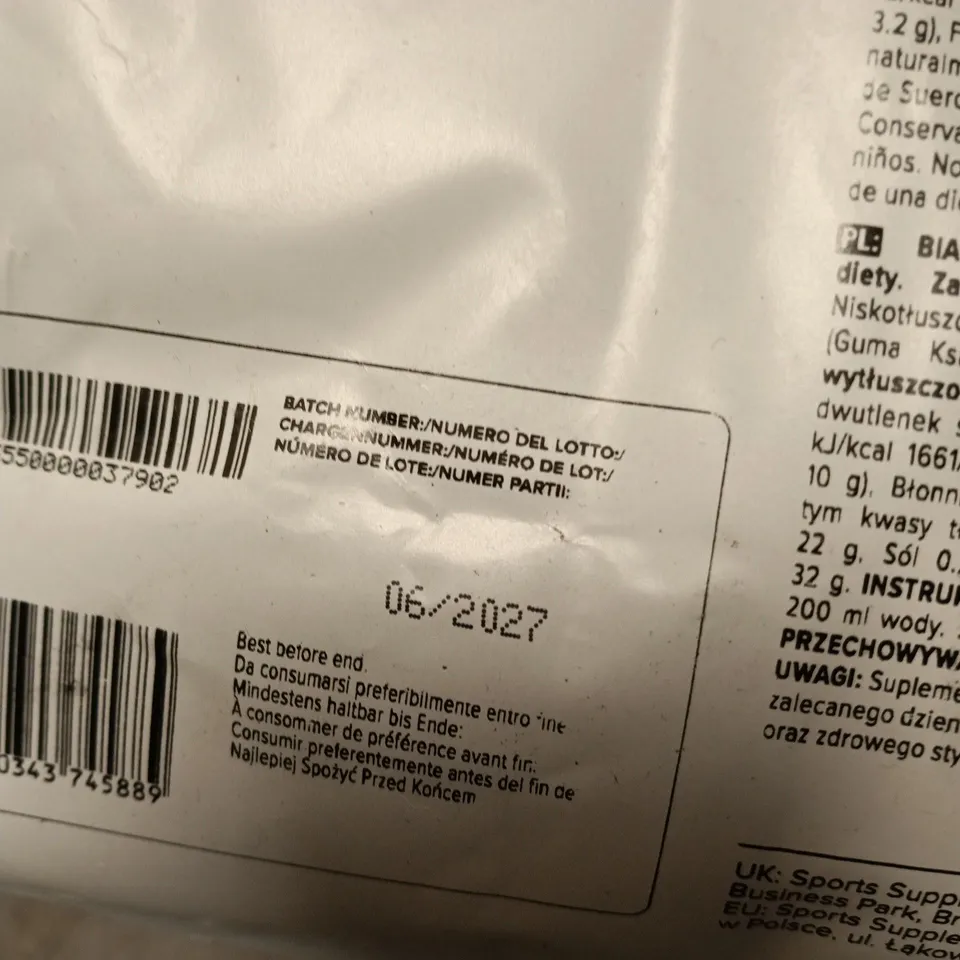 3.2 g), F
naturalm
de Suero
Conserva
niños. No
de una die
PL: BIA
diety. Za
Niskotłuszc
(Guma Ks
wytłuszczo
dwutlenek
kJ/kcal 1661
10 g), Błonn
tym kwasy t
22 g, Sól 0.
32 g. INSTRU
200 ml wody.
PRZECHOWYWA
UWAGI: Supleme
zalecanego dzien
oraz zdrowego sty
550000037902
BATCH NUMBER:/NUMERO DEL LOTTO:/
CHARGENNUMMER:/NUMÉRO DE LOT:/
NÚMERO DE LOTE:/NUMER PARTII:
06/2027
Best before end
Da consumarsi preferibilmente entro fine
Mindestens haltbar bis Ende:
À consommer de préférence avant fin:
Consumir preferentemente antes del fin de
Najlepiej Spożyć Przed Końcem
0343 745889
UK: Sports Suppl
Business Park, Br
EU: Sports Supple
w Polsce, ul. Łąkow